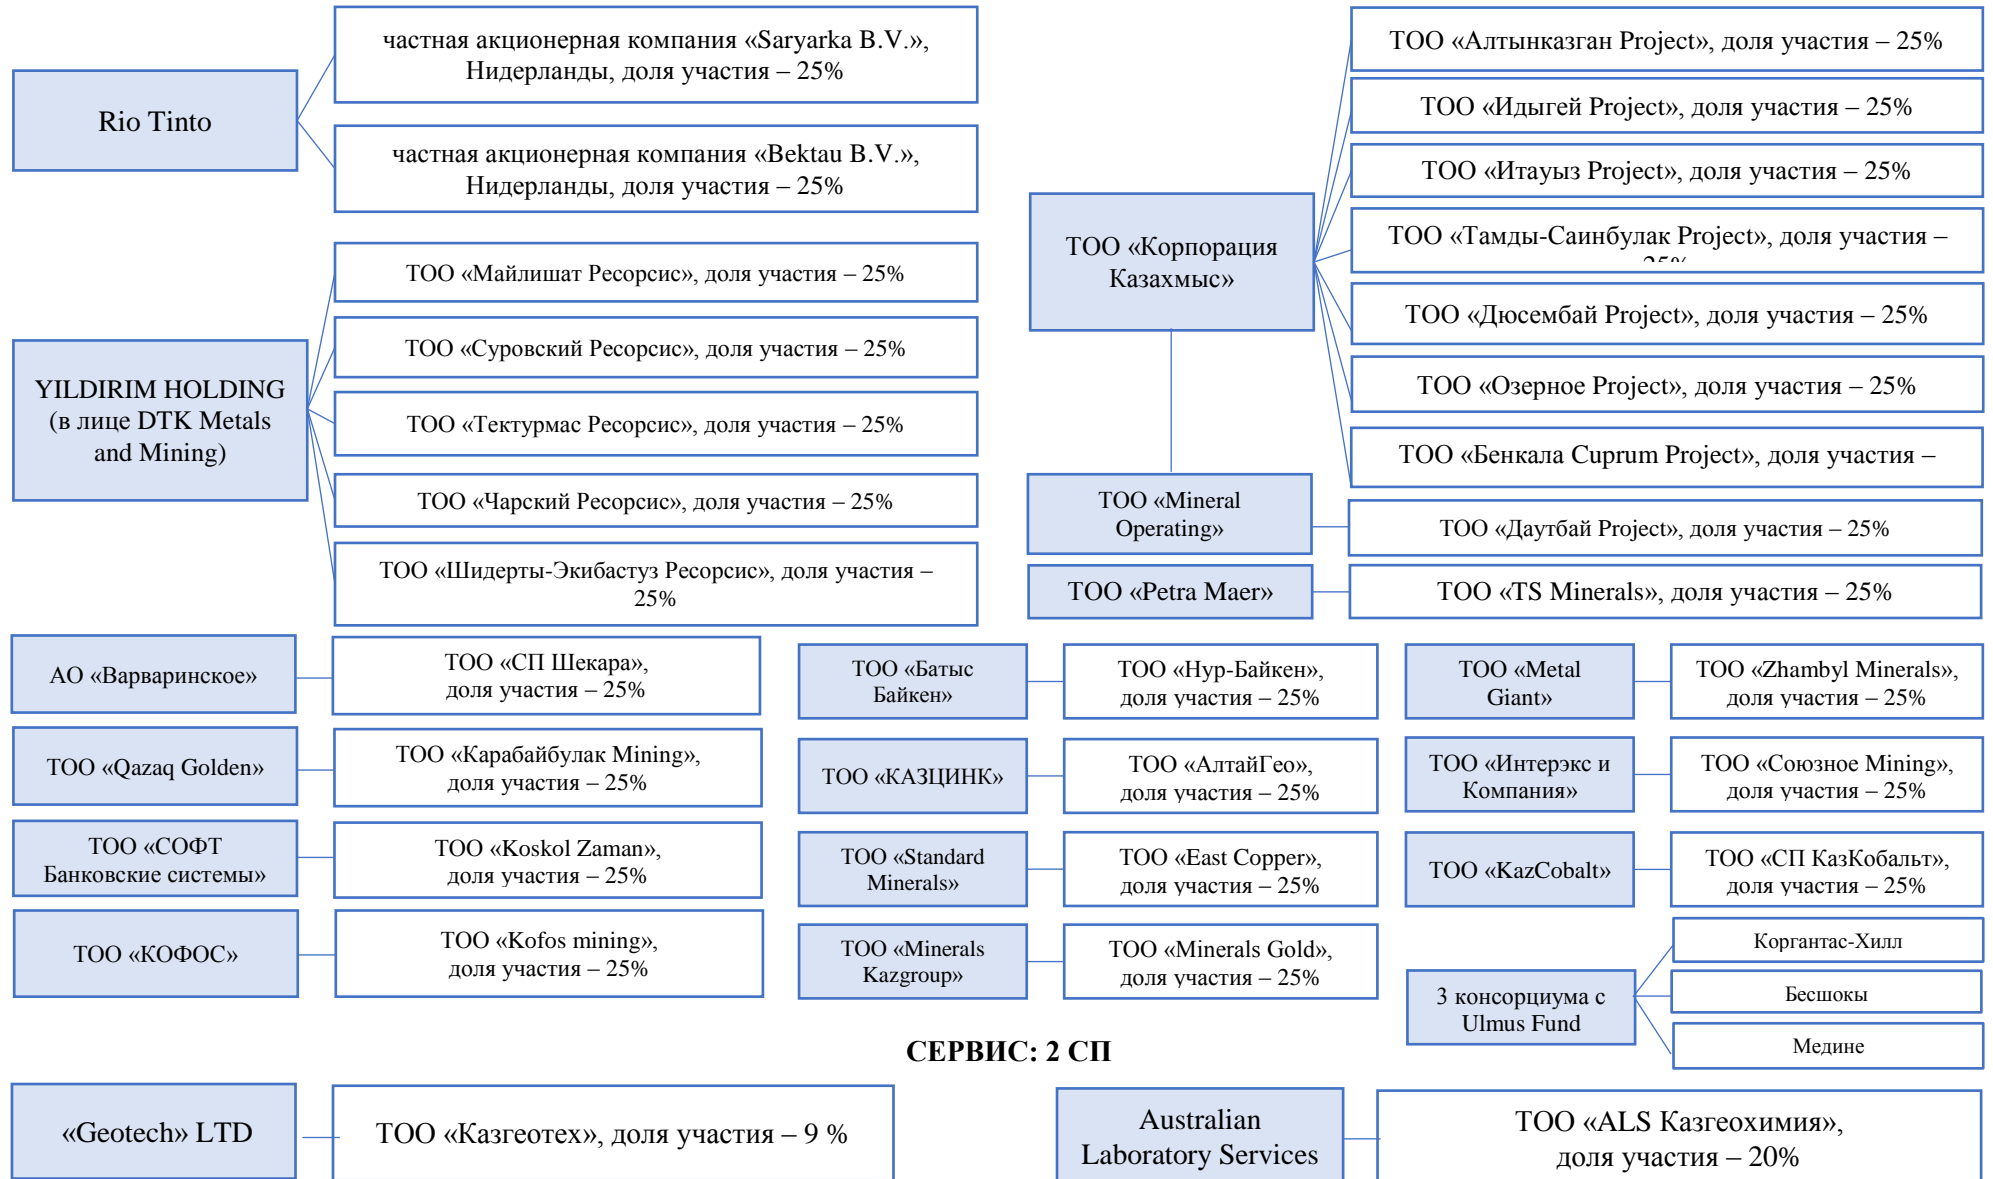 Rio Tinto
частная акционерная компания «Saryarka B.V.»,
Нидерланды, доля участия – 25%
частная акционерная компания «Bektau B.V.»,
Нидерланды, доля участия – 25%
YILDIRIM HOLDING
(в лице DTK Metals
and Mining)
ТОО «Майлишат Ресорсис», доля участия – 25%
ТОО «Суровский Ресорсис», доля участия – 25%
ТОО «Тектурмас Ресорсис», доля участия – 25%
ТОО «Чарский Ресорсис», доля участия – 25%
ТОО «Шидерты-Экибастуз Ресорсис», доля участия –
25%
ТОО «Корпорация
Казахмыс»
ТОО «Алтынказган Project», доля участия – 25%
ТОО «Идыгей Project», доля участия – 25%
ТОО «Итауыз Project», доля участия – 25%
ТОО «Тамды-Саинбулак Project», доля участия –
25%
ТОО «Дюсембай Project», доля участия – 25%
ТОО «Озерное Project», доля участия – 25%
ТОО «Бенкала Cuprum Project», доля участия –
ТОО «Mineral
Operating»
ТОО «Даутбай Project», доля участия – 25%
ТОО «Petra Maer»
ТОО «TS Minerals», доля участия – 25%
АО «Варваринское»
ТОО «СП Шекара»,
доля участия – 25%
ТОО «Батыс
Байкен»
ТОО «Нур-Байкен»,
доля участия – 25%
ТОО «Metal
Giant»
ТОО «Zhambyl Minerals»,
доля участия – 25%
ТОО «Qazaq Golden»
ТОО «Карабайбулак Mining»,
доля участия – 25%
ТОО «КАЗЦИНК»
ТОО «АлтайГео»,
доля участия – 25%
ТОО «Интерэкс и
Компания»
ТОО «Союзное Mining»,
доля участия – 25%
ТОО «СОФТ
Банковские системы»
ТОО «Koskol Zaman»,
доля участия – 25%
ТОО «Standard
Minerals»
ТОО «East Copper»,
доля участия – 25%
ТОО «KazCobalt»
ТОО «СП КазКобальт»,
доля участия – 25%
ТОО «КОФОС»
ТОО «Kofos mining»,
доля участия – 25%
ТОО «Minerals
Kazgroup»
ТОО «Minerals Gold»,
доля участия – 25%
3 консорциума с
Ulmus Fund
Коргантас-Хилл
Бесшокы
Медине
СЕРВИС: 2 СП
«Geotech» LTD
ТОО «Казгеотех», доля участия – 9 %
Australian
Laboratory Services
ТОО «ALS Казгеохимия»,
доля участия – 20%